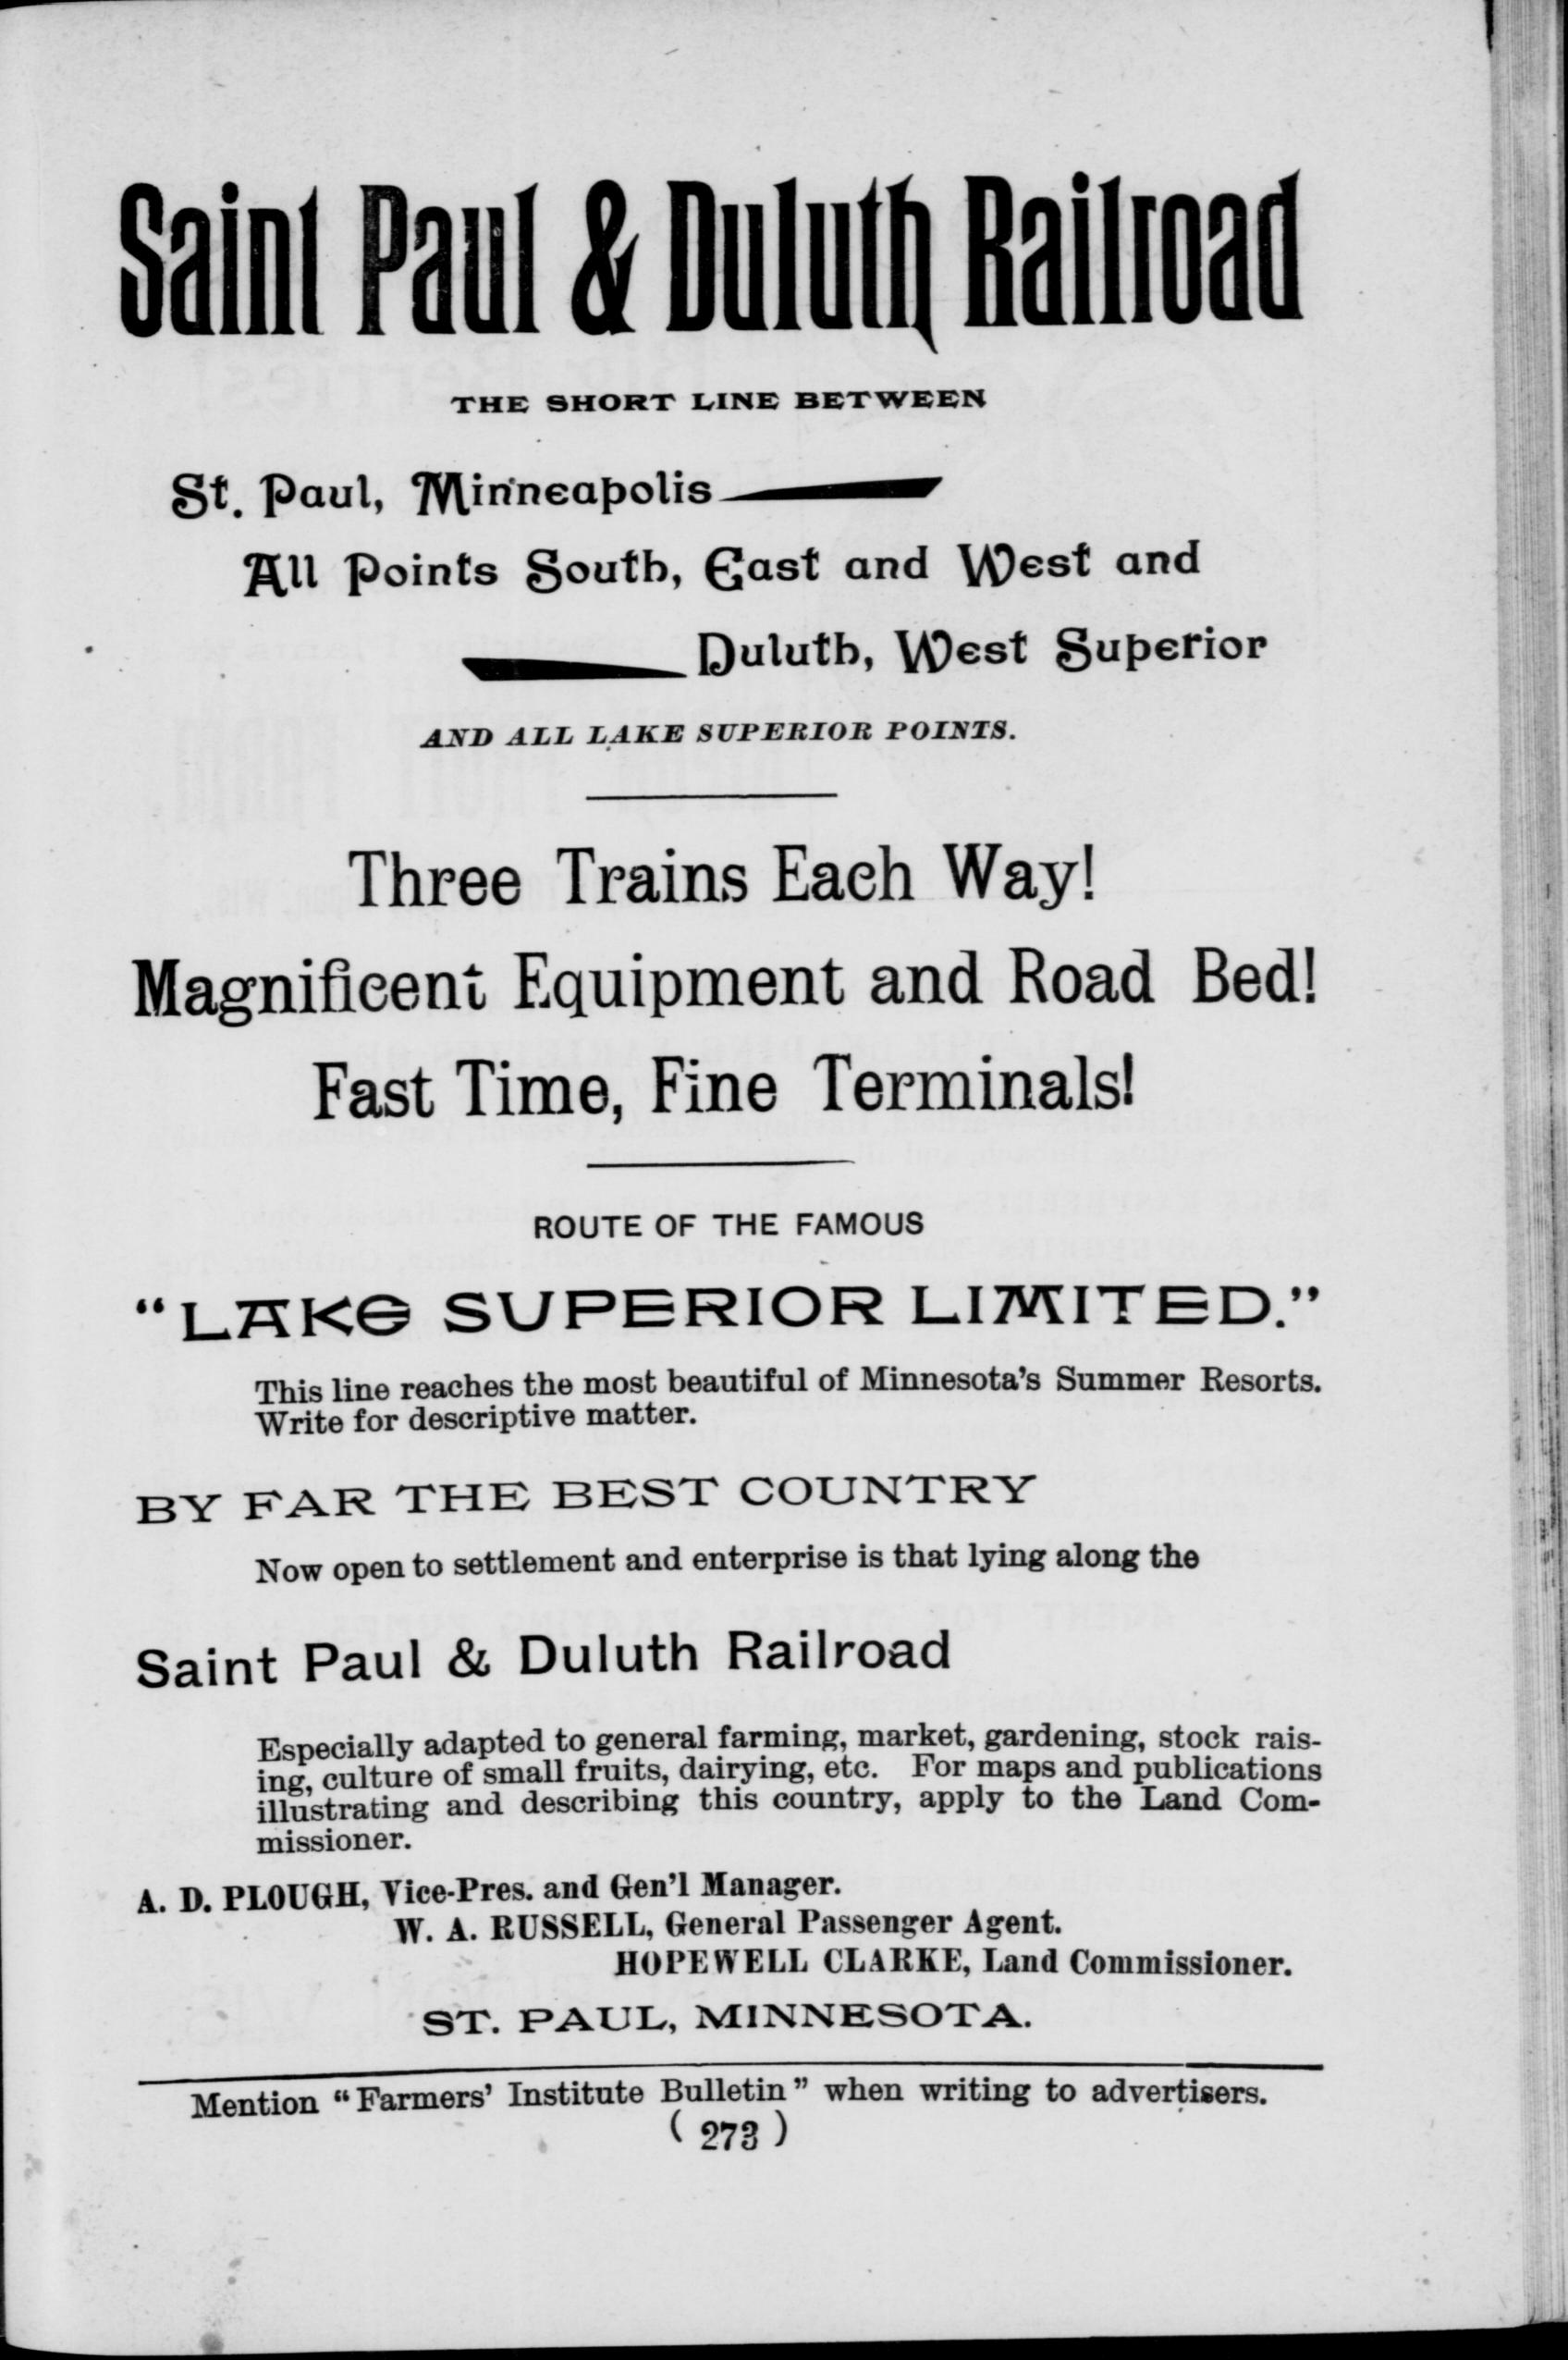 Saint Paul & Duluth Railroad
THE SHORT LINE BETWEEN
St. Paul, Minneapolis
All Points South, East and West and
Duluth, West Superior
AND ALL LAKE SUPERIOR POINTS.
Three Trains Each Way!
Magnificent Equipment and Road Bed!
Fast Time, Fine Terminals!
ROUTE OF THE FAMOUS
"LAKE SUPERIOR LIMITED."
This line reaches the most beautiful of Minnesota's Summer Resorts.
Write for descriptive matter.
BY FAR THE BEST COUNTRY
Now open to settlement and enterprise is that lying along the
Saint Paul & Duluth Railroad
Especially adapted to general farming, market, gardening, stock rais-
ing, culture of small fruits, dairying, etc. For maps and publications
illustrating and describing this country, apply to the Land Com-
missioner.
A. D. PLOUGH, Vice-Pres. and Gen'l Manager.
W. A. RUSSELL, General Passenger Agent.
HOPEWELL CLARKE, Land Commissioner.
ST. PAUL, MINNESOTA.
Mention "Farmers' Institute Bulletin" when writing to advertisers.
( 273 )